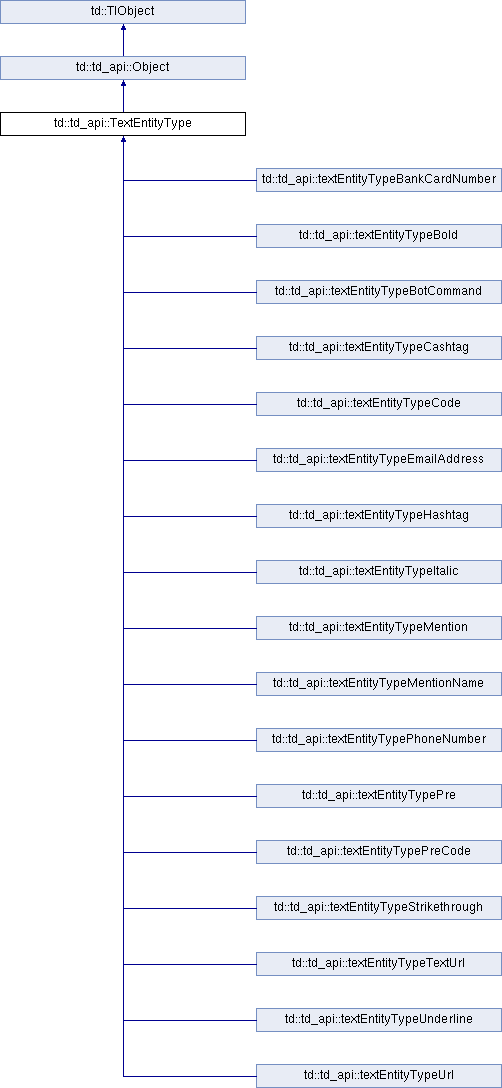 td::TlObject
td::td_api::Object
td::td_api::TextEntityType
td::td_api::textEntityTypeBankCardNumber
td::td_api::textEntityTypeBold
td::td_api::textEntityTypeBotCommand
td::td_api::textEntityTypeCashtag
td::td_api::textEntityTypeCode
td::td_api::textEntityTypeEmailAddress
td::td_api::textEntityTypeHashtag
td::td_api::textEntityTypeItalic
td::td_api::textEntityTypeMention
td::td_api::textEntityTypeMentionName
td::td_api::textEntityTypePhoneNumber
td::td_api::textEntityTypePre
td::td_api::textEntityTypePreCode
td::td_api::textEntityTypeStrikethrough
td::td_api::textEntityTypeTextUrl
td::td_api::textEntityTypeUnderline
td::td_api::textEntityTypeUrl